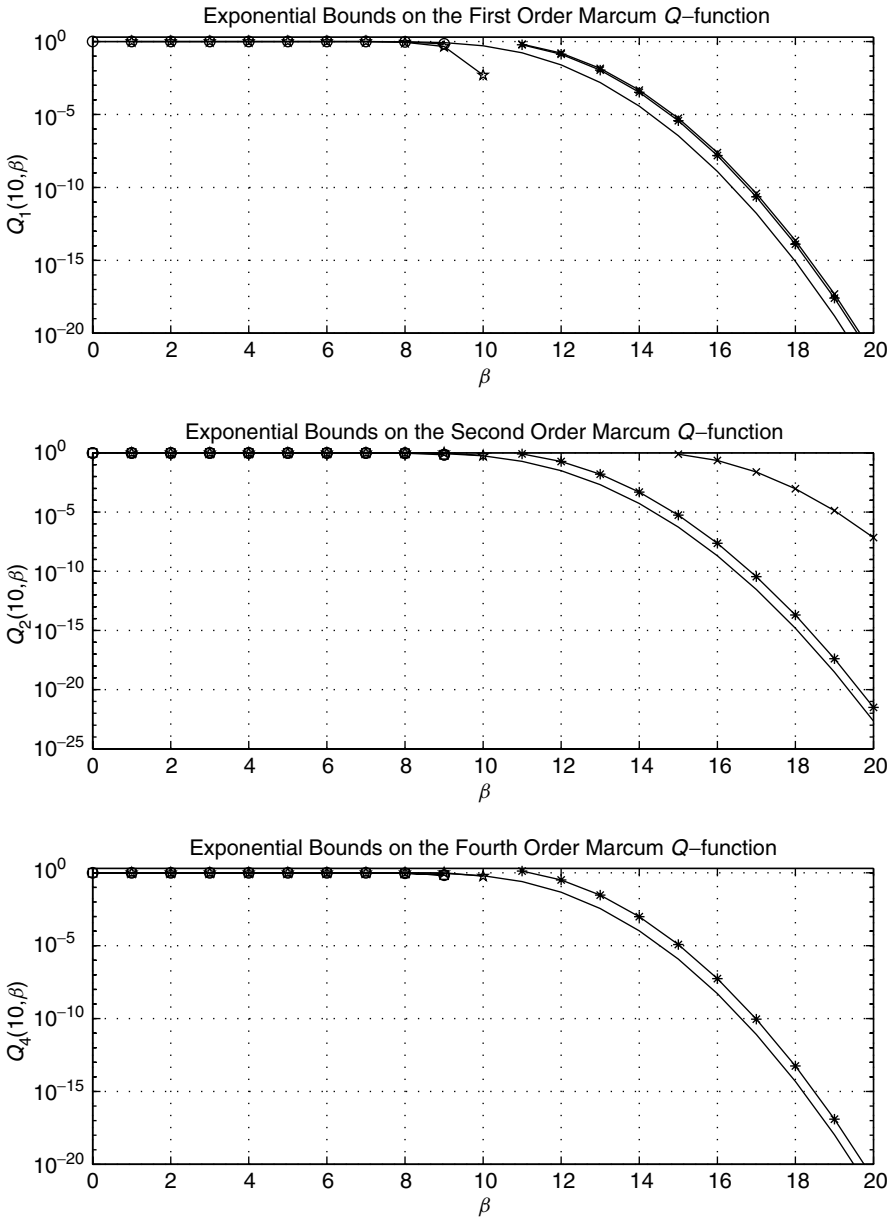 Exponential Bounds on the First Order Marcum Q−function
10^0
10^−5
10^−10
10^−15
10^−20
Q_1(10,β)
0 2 4 6 8 10 12 14 16 18 20
β
Exponential Bounds on the Second Order Marcum Q−function
10^0
10^−5
10^−10
10^−15
10^−20
10^−25
Q_2(10,β)
0 2 4 6 8 10 12 14 16 18 20
β
Exponential Bounds on the Fourth Order Marcum Q−function
10^0
10^−5
10^−10
10^−15
10^−20
Q_4(10,β)
0 2 4 6 8 10 12 14 16 18 20
β